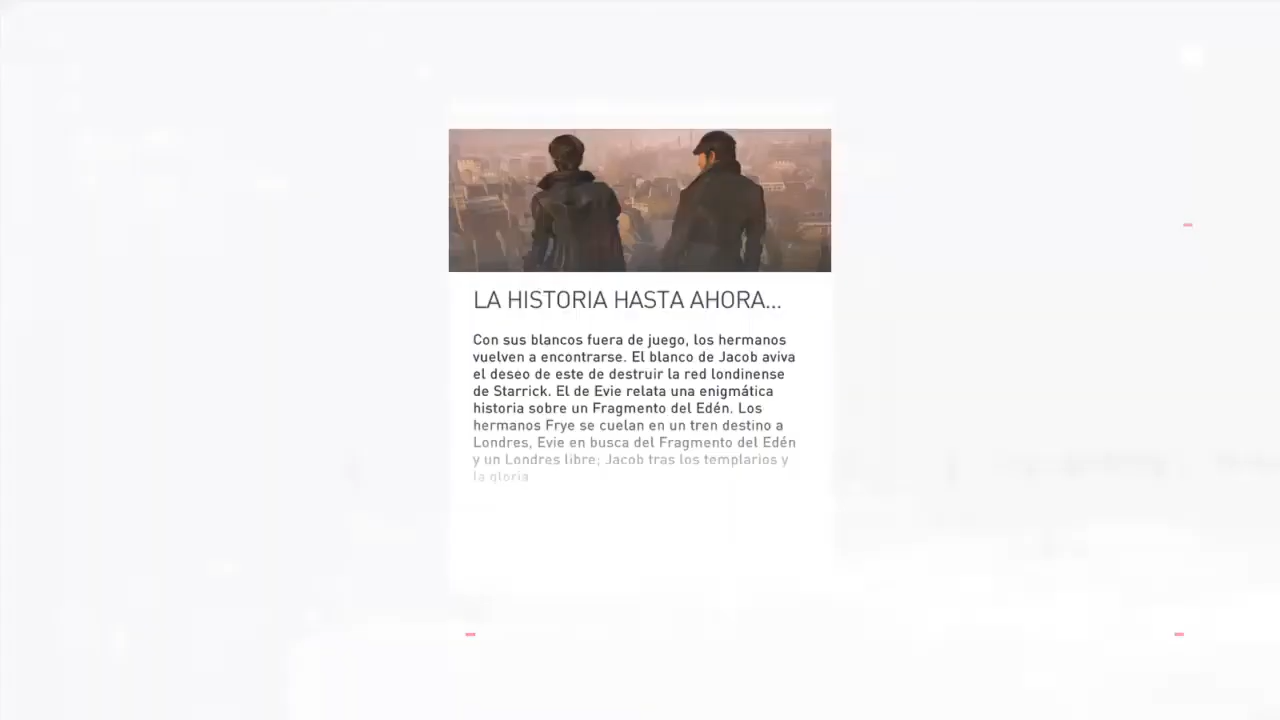 LA HISTORIA HASTA AHORA...
Con sus blancos fuera de juego, los hermanos
vuelven a encontrarse. El blanco de Jacob aviva
el deseo de este de destruir la red londinense
de Starrick. El de Evie relata una enigmática
historia sobre un Fragmento del Edén. Los
hermanos Frye se cuelan en un tren destino a
Londres, Evie en busca del Fragmento del Edén
y un Londres libre; Jacob tras los templarios y
la gloria